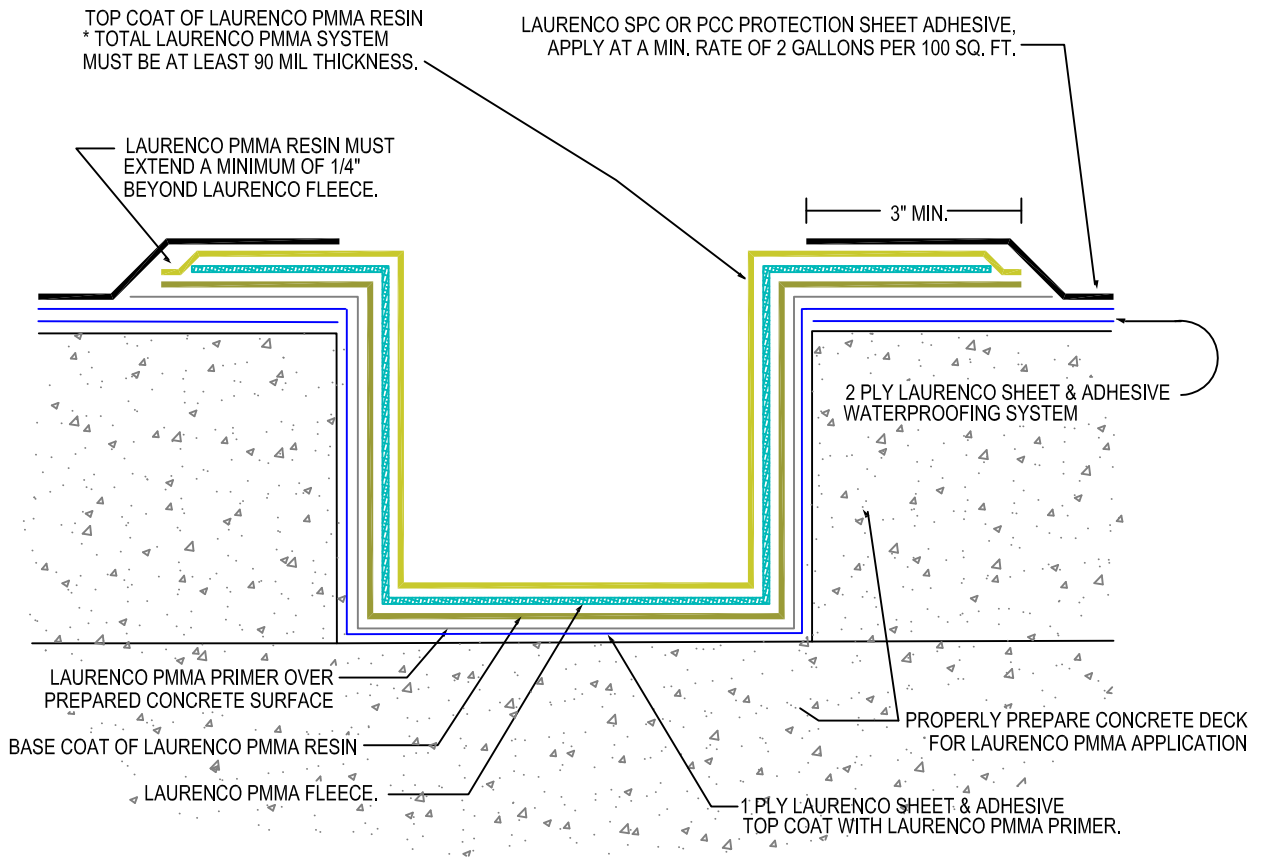 TOP COAT OF LAURENCO PMMA RESIN
* TOTAL LAURENCO PMMA SYSTEM
MUST BE AT LEAST 90 MIL THICKNESS.
LAURENCO SPC OR PCC PROTECTION SHEET ADHESIVE,
APPLY AT A MIN. RATE OF 2 GALLONS PER 100 SQ. FT.
LAURENCO PMMA RESIN MUST
EXTEND A MINIMUM OF 1/4"
BEYOND LAURENCO FLEECE.
3" MIN.
2 PLY LAURENCO SHEET & ADHESIVE
WATERPROOFING SYSTEM
LAURENCO PMMA PRIMER OVER
PREPARED CONCRETE SURFACE
PROPERLY PREPARE CONCRETE DECK
FOR LAURENCO PMMA APPLICATION
BASE COAT OF LAURENCO PMMA RESIN
LAURENCO PMMA FLEECE.
1 PLY LAURENCO SHEET & ADHESIVE
TOP COAT WITH LAURENCO PMMA PRIMER.